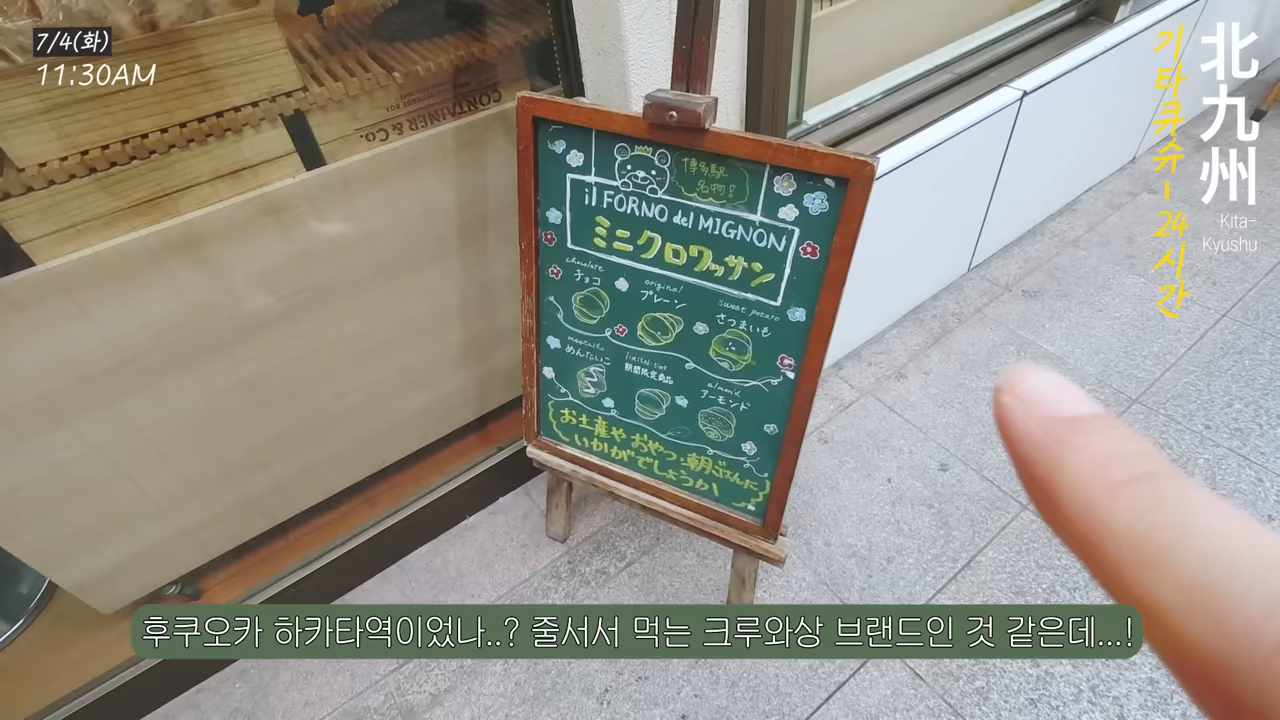 7/4(화)
11:30AM
北九州
Kita-
Kyushu
기타큐슈-24시간
CONTAINER & Co.
博多駅
名物!
il FORNO del MIGNON
ミニクロワッサン
chocolate
チョコ
original
プレーン
sweet potato
さつまいも
mentaiko
めんたいこ
limited-time
期間限定商品
almond
アーモンド
お土産や おやつ・朝ごはんに
いかがでしょうか
후쿠오카 하카타역이었나..? 줄서서 먹는 크루와상 브랜드인 것 같은데...!